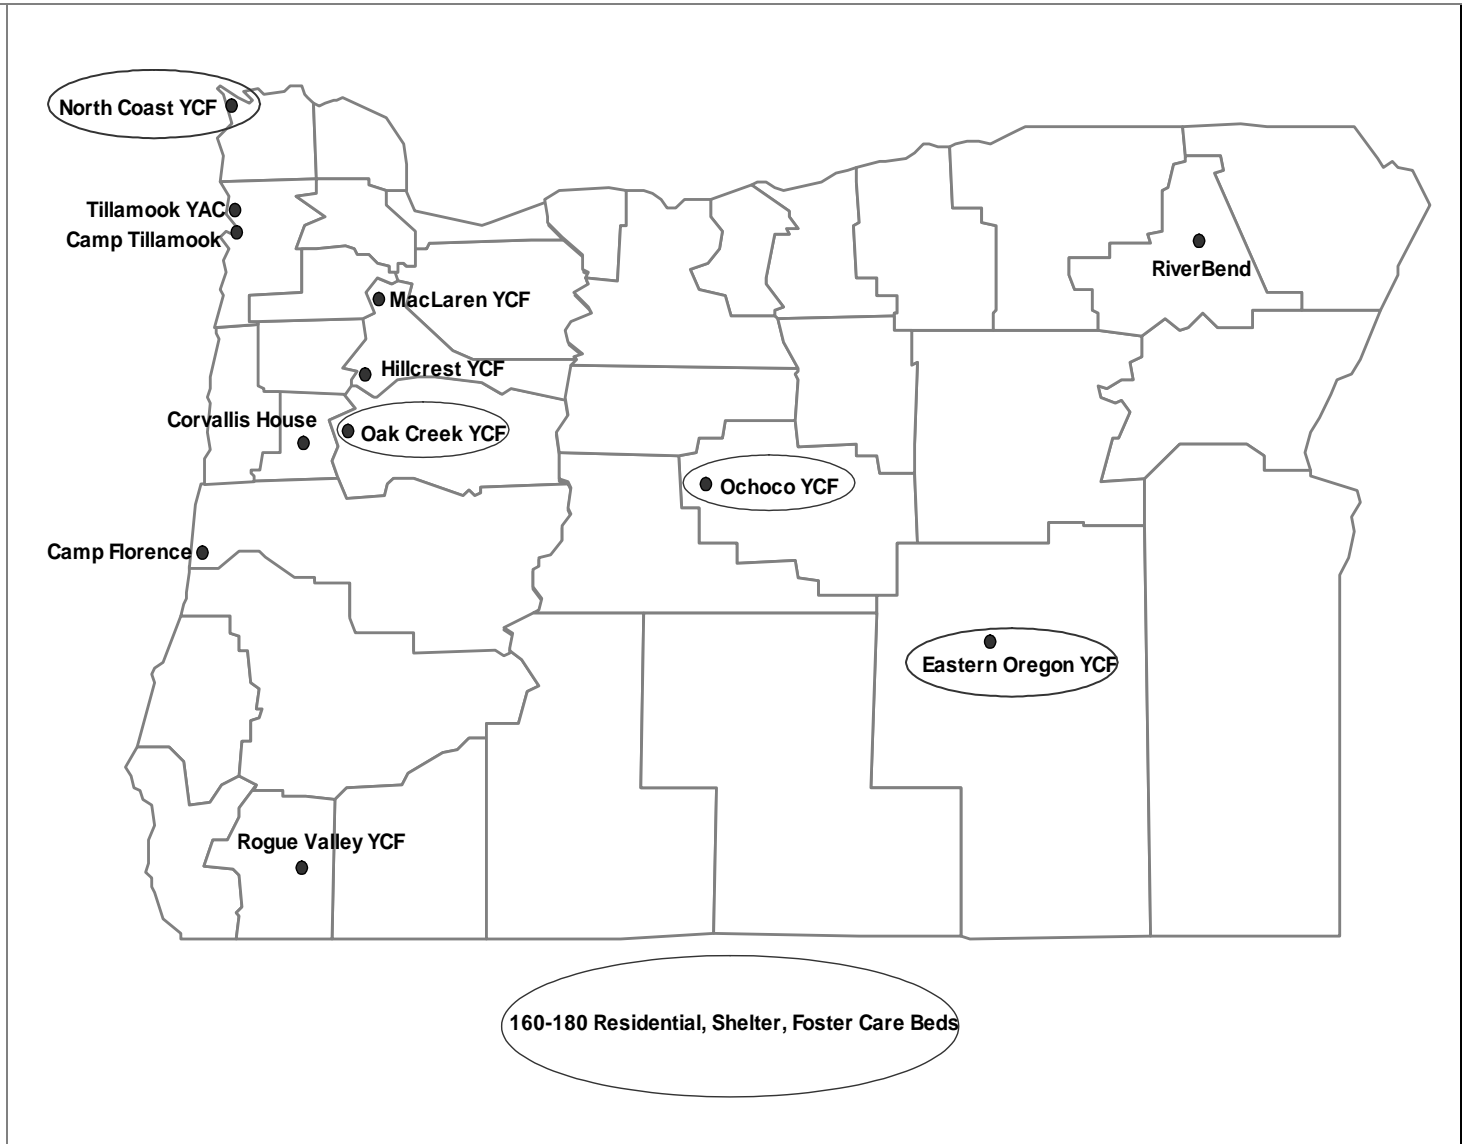 North Coast YCF
Tillamook YAC
Camp Tillamook
RiverBend
MacLaren YCF
Hillcrest YCF
Corvallis House
Oak Creek YCF
Ochoco YCF
Camp Florence
Eastern Oregon YCF
Rogue Valley YCF
160-180 Residential, Shelter, Foster Care Beds